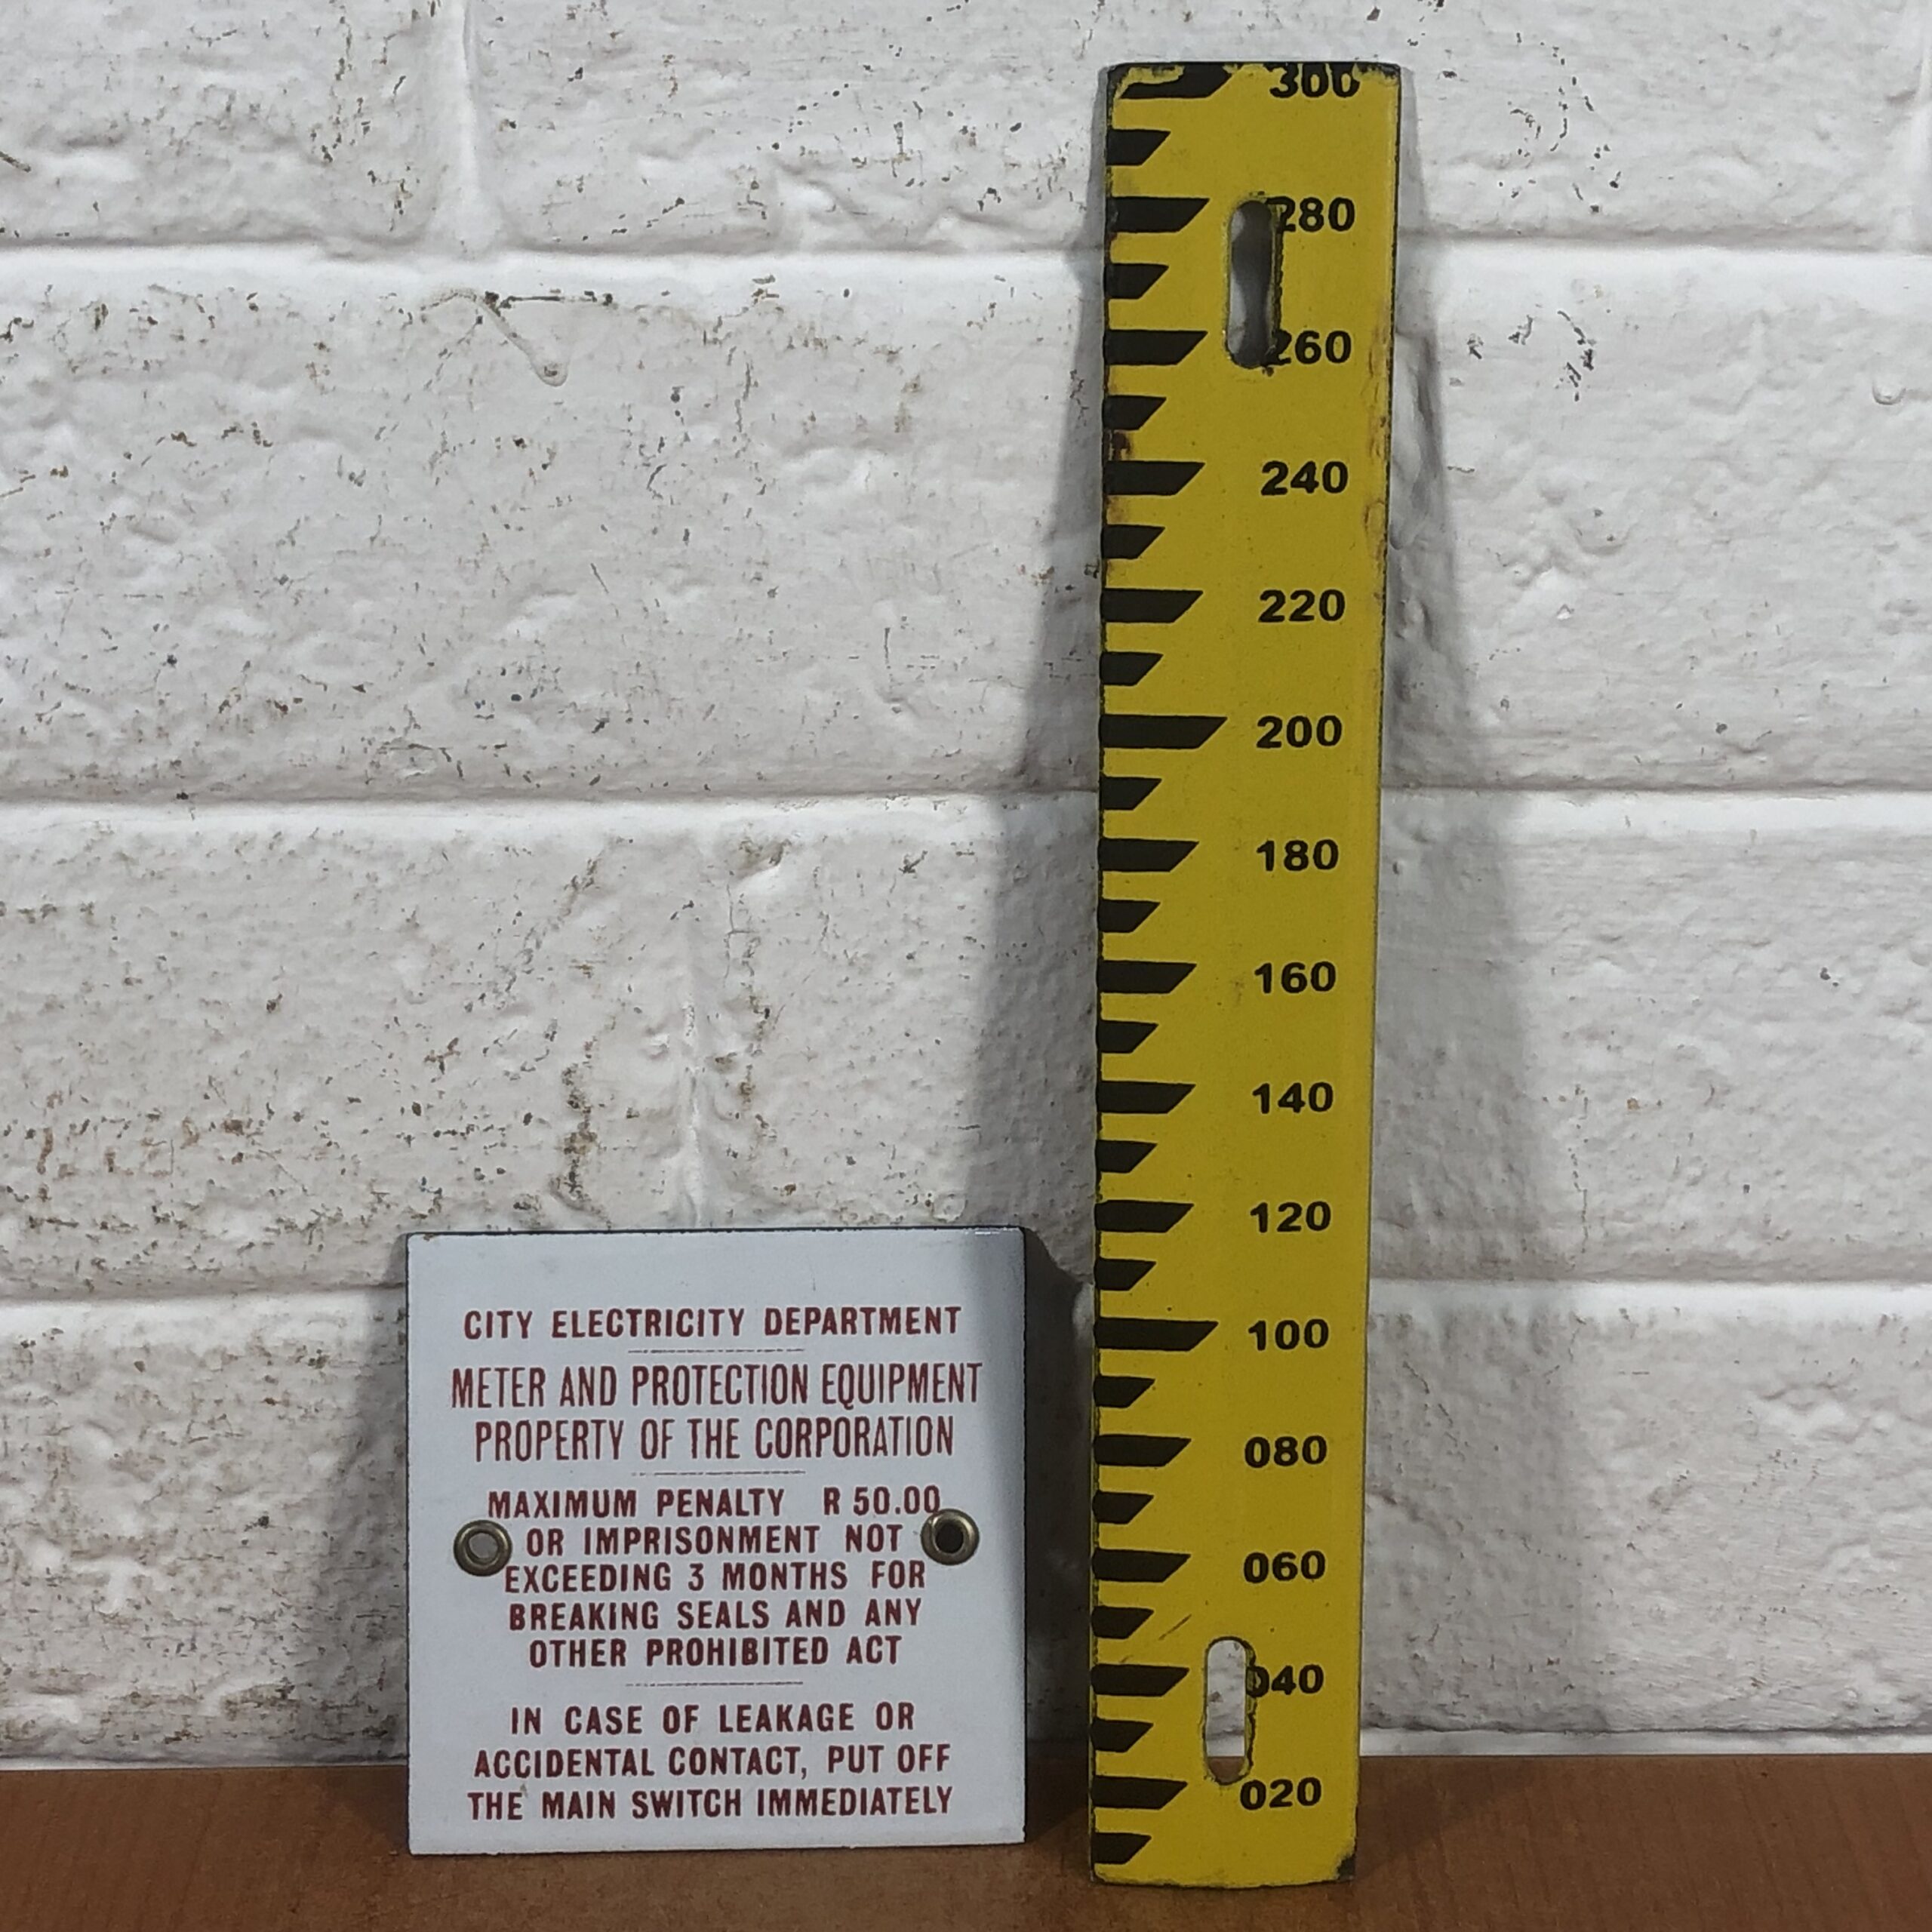 CITY ELECTRICITY DEPARTMENT
METER AND PROTECTION EQUIPMENT
PROPERTY OF THE CORPORATION
MAXIMUM PENALTY R 50.00
OR IMPRISONMENT NOT
EXCEEDING 3 MONTHS FOR
BREAKING SEALS AND ANY
OTHER PROHIBITED ACT
IN CASE OF LEAKAGE OR
ACCIDENTAL CONTACT, PUT OFF
THE MAIN SWITCH IMMEDIATELY
300
280
260
240
220
200
180
160
140
120
100
080
060
040
020